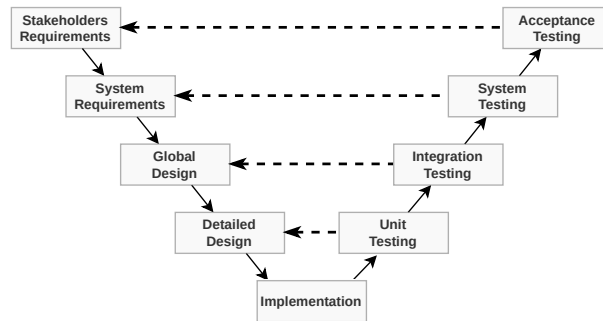 Stakeholders
Requirements
Acceptance
Testing
System
Requirements
System
Testing
Global
Design
Integration
Testing
Detailed
Design
Unit
Testing
Implementation